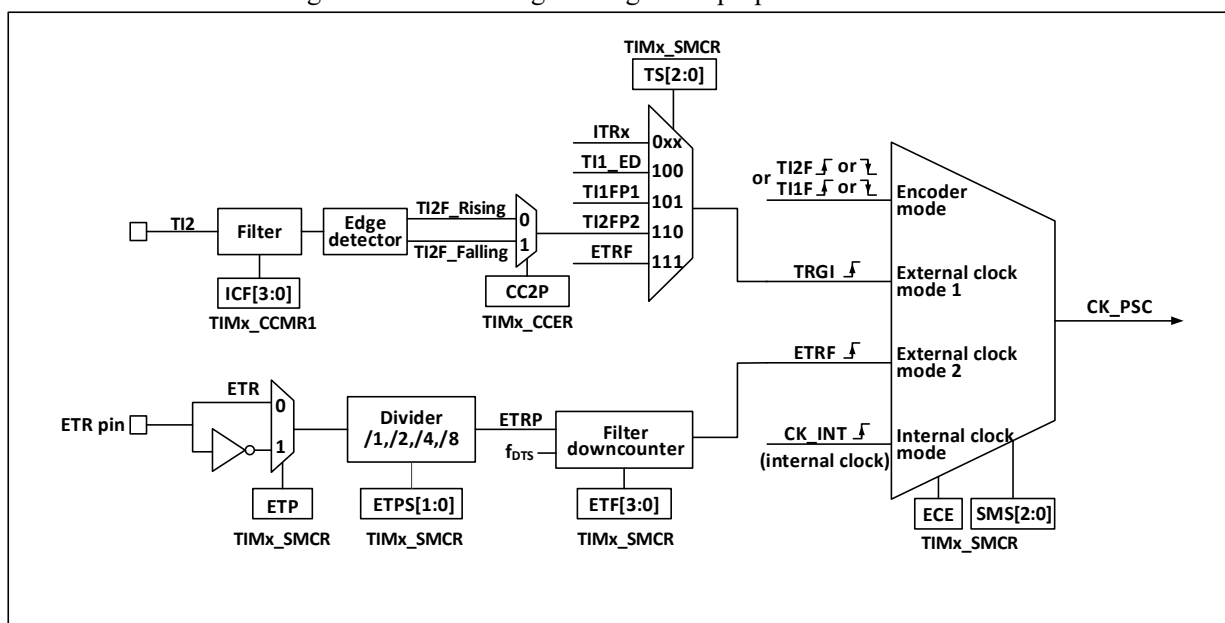 TIMx_SMCR
TS[2:0]
ITRx
0xx
TI1_ED
100
TI1FP1
101
TI2FP2
110
ETRF
111
TI2
Filter
Edge
detector
TI2F_Rising
TI2F_Falling
0
1
ICF[3:0]
TIMx_CCMR1
CC2P
TIMx_CCER
or TI2F or
TI1F or
Encoder
mode
TRGI
External clock
mode 1
CK_PSC
ETRF
External clock
mode 2
ETR pin
ETR
0
1
Divider
/1,/2,/4,/8
ETRP
fDTS
Filter
downcounter
CK_INT
(internal clock)
Internal clock
mode
ETP
TIMx_SMCR
ETPS[1:0]
TIMx_SMCR
ETF[3:0]
TIMx_SMCR
ECE
SMS[2:0]
TIMx_SMCR